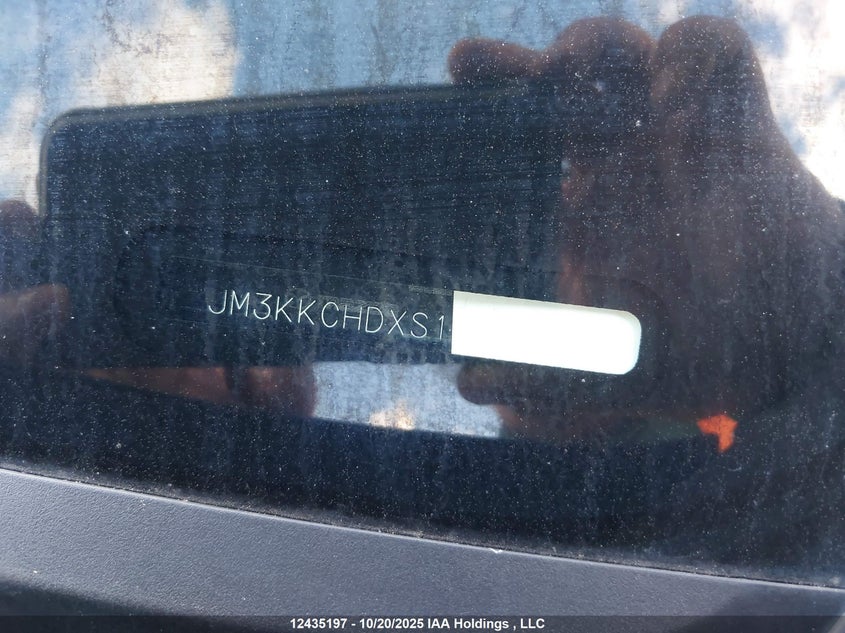 JM3KKCHDXS1
12435197 - 10/20/2025 IAA Holdings , LLC